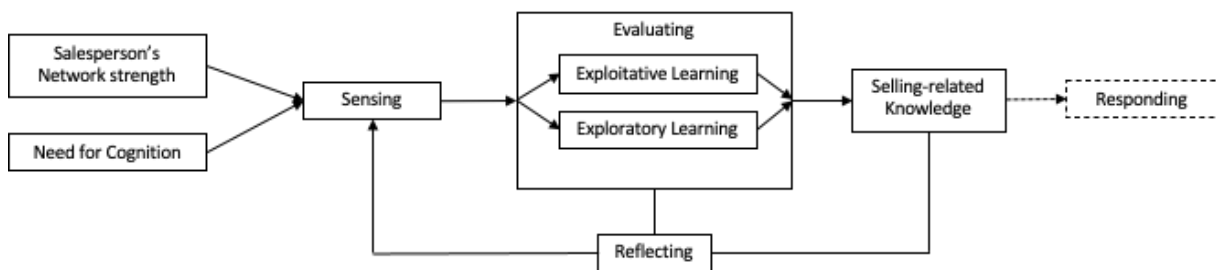 Salesperson's
Network strength
Need for Cognition
Sensing
Evaluating
Exploitative Learning
Exploratory Learning
Selling-related
Knowledge
Responding
Reflecting